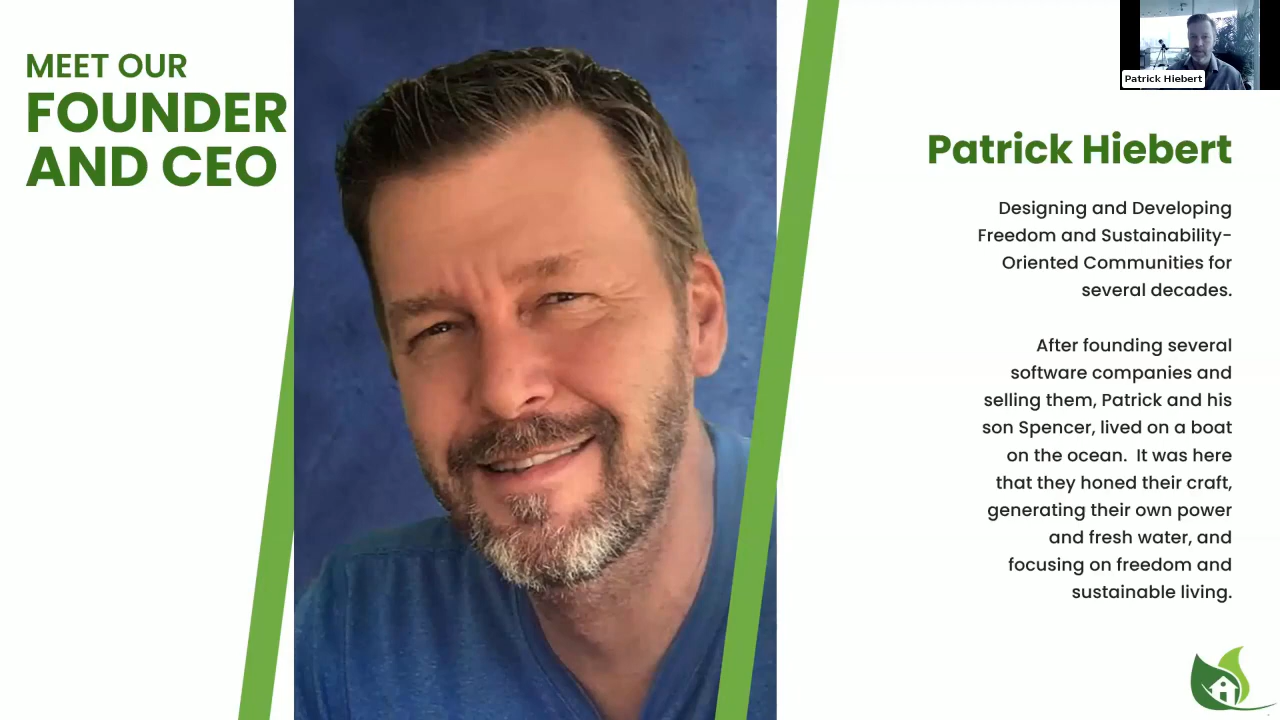 MEET OUR
FOUNDER
AND CEO
Patrick Hiebert
Patrick Hiebert
Designing and Developing
Freedom and Sustainability-
Oriented Communities for
several decades.
After founding several
software companies and
selling them, Patrick and his
son Spencer, lived on a boat
on the ocean.  It was here
that they honed their craft,
generating their own power
and fresh water, and
focusing on freedom and
sustainable living.